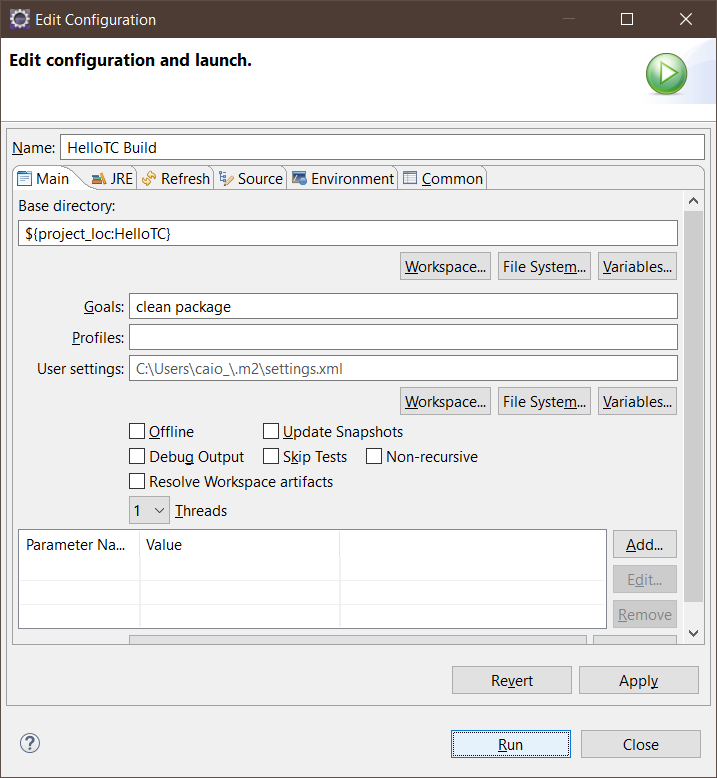 Edit Configuration
Edit configuration and launch.
Name: HelloTC Build
Main JRE Refresh Source Environment Common
Base directory:
${project_loc:HelloTC}
Workspace... File System... Variables...
Goals: clean package
Profiles:
User settings: C:\Users\caio_\.m2\settings.xml
Workspace... File System... Variables...
Offline Update Snapshots
Debug Output Skip Tests Non-recursive
Resolve Workspace artifacts
1 Threads
Parameter Na... Value Add...
Edit...
Remove
Revert Apply
? Run Close